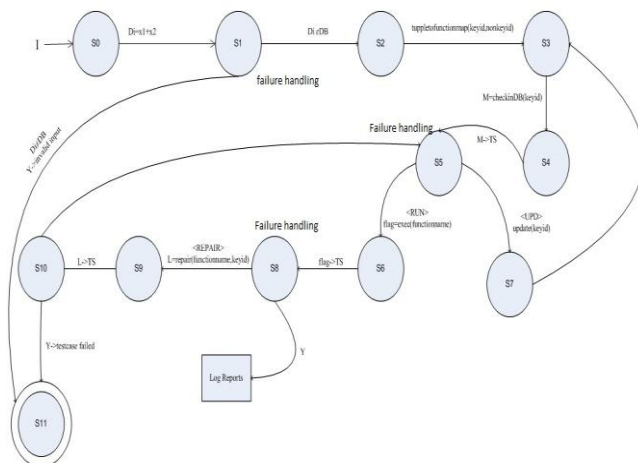 I
S0
Di=x1+x2
S1
Di εDB
S2
tuppletofunctionmap(keyid,nonkeyid)
S3
failure handling
Di≠DB
Y->invalid input
M=checkinDB(keyid)
Failure handling
M->TS
S4
S5
<RUN>
flag=exec(functionname)
<UPD>
update(keyid)
Failure handling
S10
L->TS
S9
<REPAIR>
L=repair(functionname,keyid)
S8
flag->TS
S6
S7
Y->testcase failed
Y
Log Reports
S11